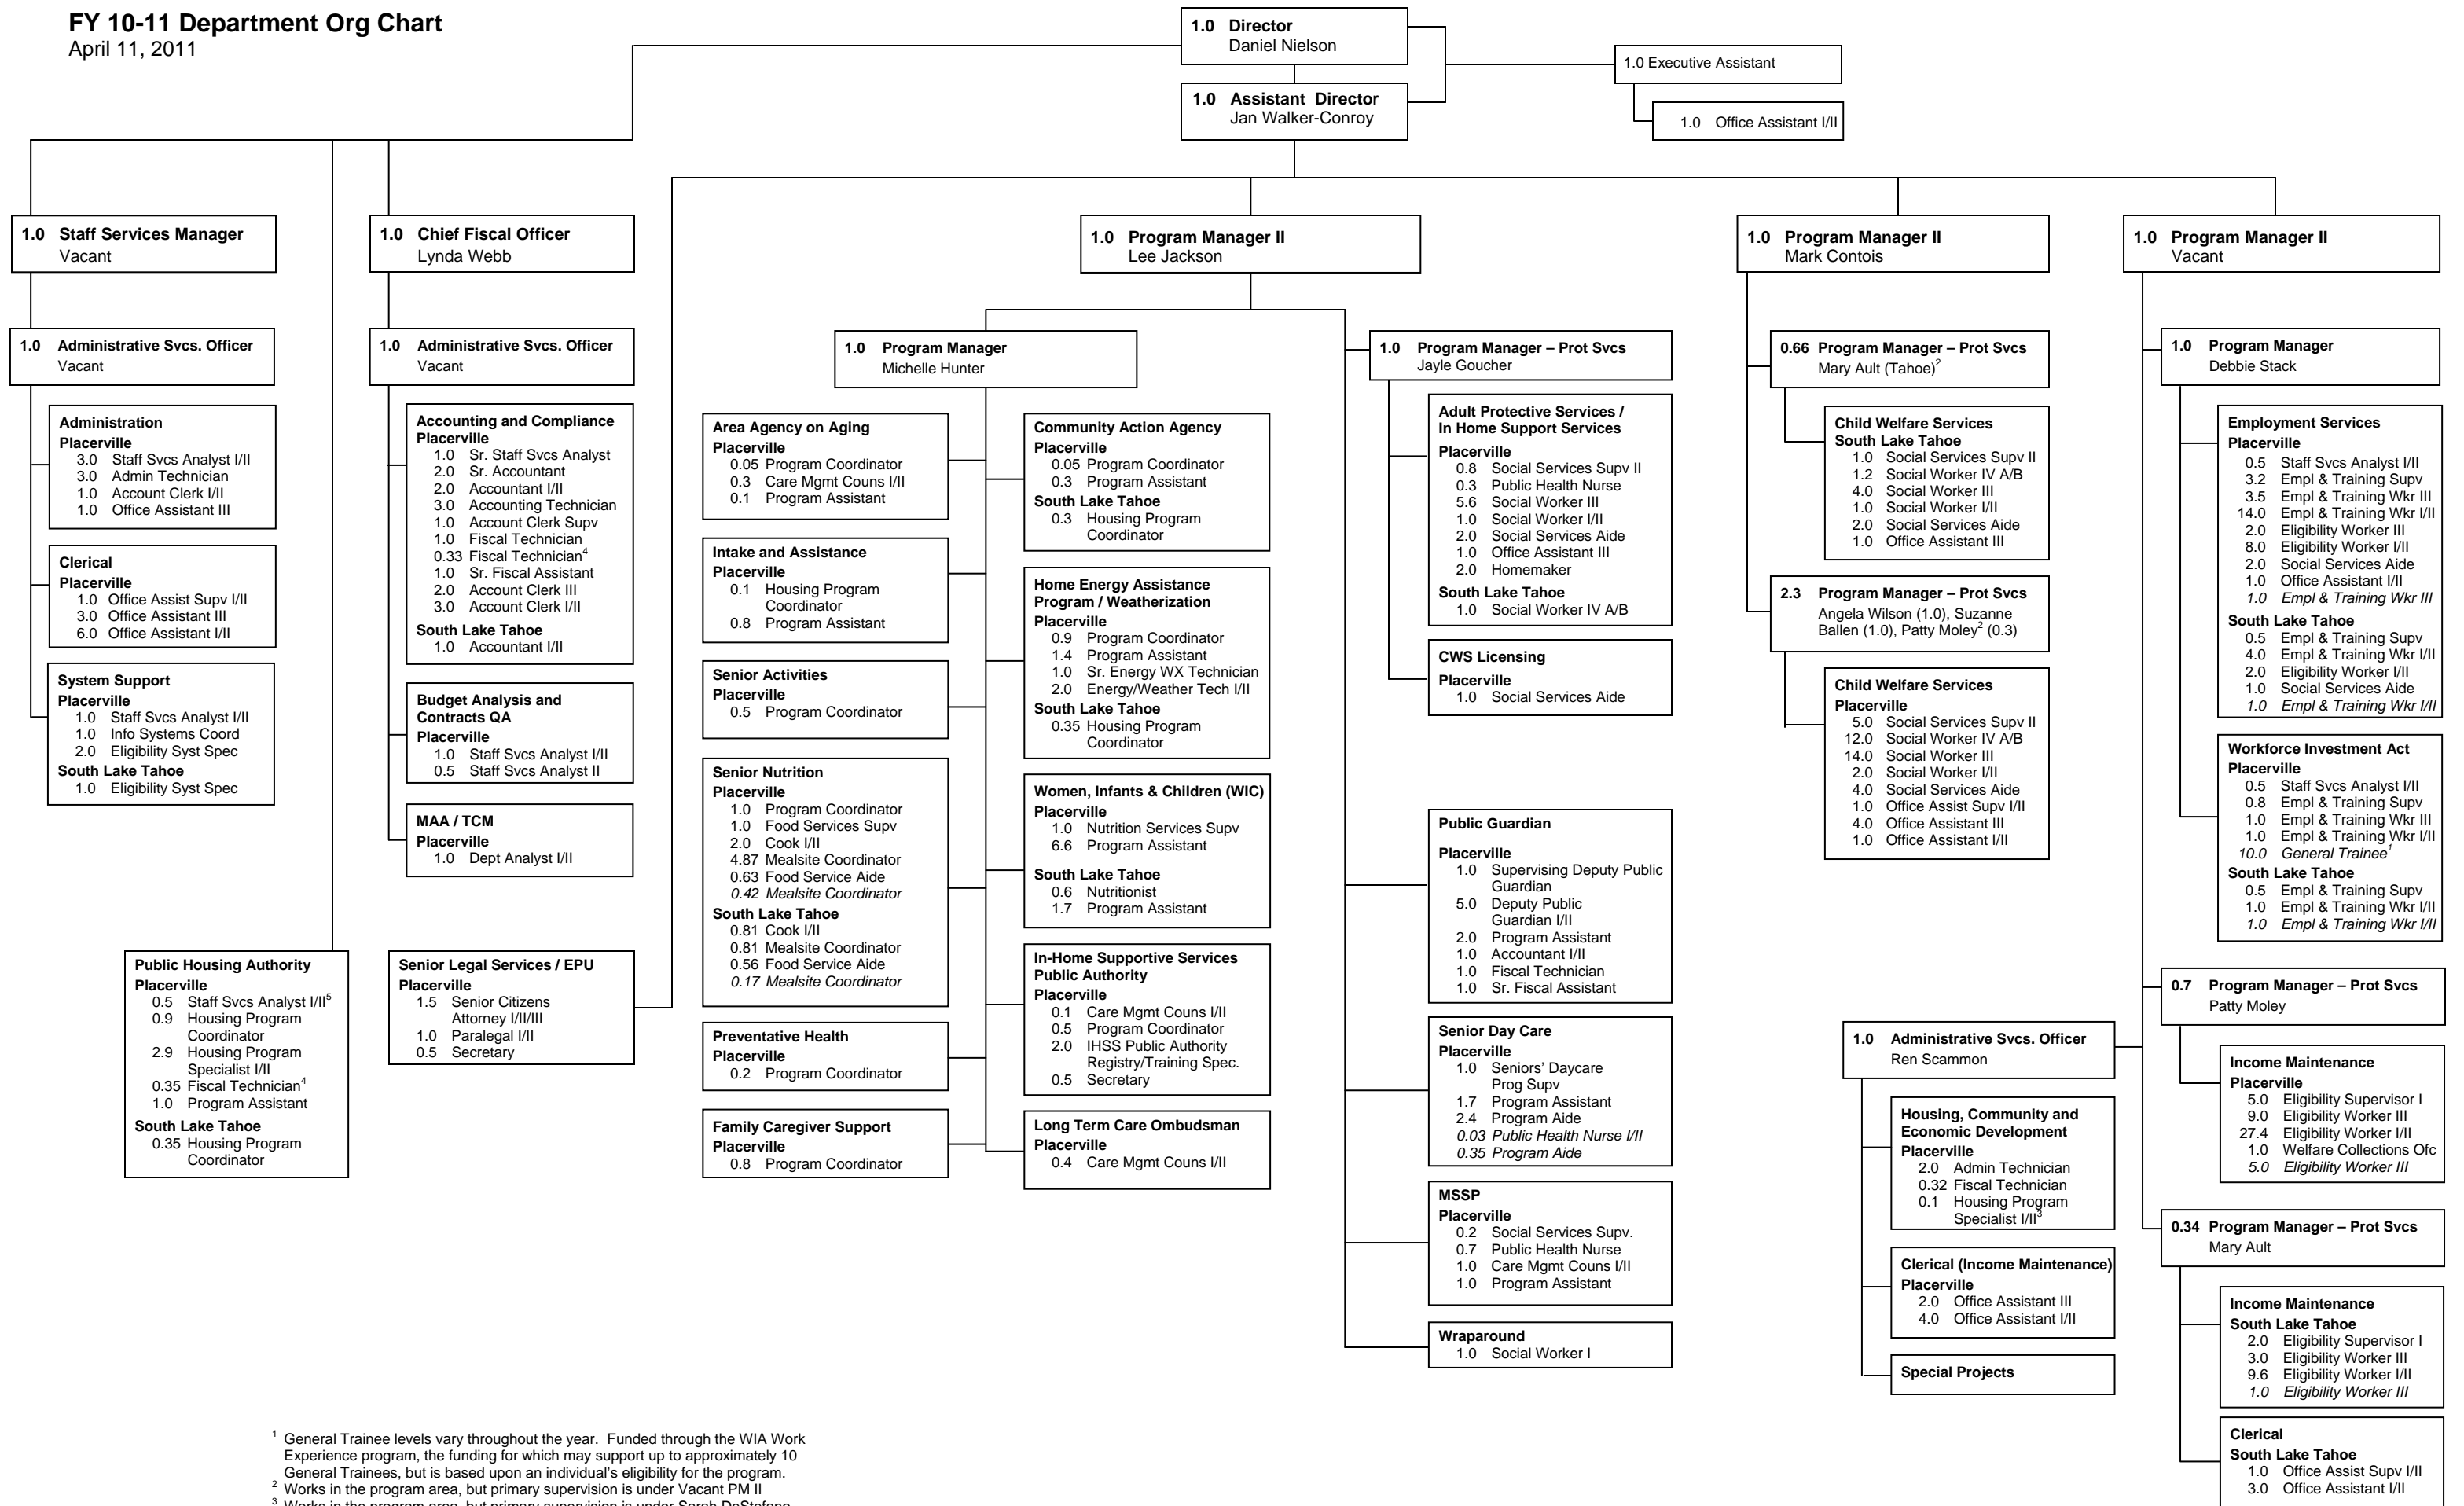 FY 10-11 Department Org Chart
April 11, 2011
1.0 Director
Daniel Nielson
1.0 Assistant Director
Jan Walker-Conroy
1.0 Executive Assistant
1.0 Office Assistant I/II
1.0 Staff Services Manager
Vacant
1.0 Administrative Svcs. Officer
Vacant
Administration
Placerville
3.0 Staff Svcs Analyst I/II
3.0 Admin Technician
1.0 Account Clerk I/II
1.0 Office Assistant III
Clerical
Placerville
1.0 Office Assist Supv I/II
3.0 Office Assistant III
6.0 Office Assistant I/II
System Support
Placerville
1.0 Staff Svcs Analyst I/II
1.0 Info Systems Coord
2.0 Eligibility Syst Spec
South Lake Tahoe
1.0 Eligibility Syst Spec
Public Housing Authority
Placerville
0.5 Staff Svcs Analyst I/II5
0.9 Housing Program
Coordinator
2.9 Housing Program
Specialist I/II
0.35 Fiscal Technician4
1.0 Program Assistant
South Lake Tahoe
0.35 Housing Program
Coordinator
1.0 Chief Fiscal Officer
Lynda Webb
1.0 Administrative Svcs. Officer
Vacant
Accounting and Compliance
Placerville
1.0 Sr. Staff Svcs Analyst
2.0 Sr. Accountant
2.0 Accountant I/II
3.0 Accounting Technician
1.0 Account Clerk Supv
1.0 Fiscal Technician
0.33 Fiscal Technician4
1.0 Sr. Fiscal Assistant
2.0 Account Clerk III
3.0 Account Clerk I/II
South Lake Tahoe
1.0 Accountant I/II
Budget Analysis and
Contracts QA
Placerville
1.0 Staff Svcs Analyst I/II
0.5 Staff Svcs Analyst II
MAA / TCM
Placerville
1.0 Dept Analyst I/II
Senior Legal Services / EPU
Placerville
1.5 Senior Citizens
Attorney I/II/III
1.0 Paralegal I/II
0.5 Secretary
1.0 Program Manager II
Lee Jackson
1.0 Program Manager
Michelle Hunter
Area Agency on Aging
Placerville
0.05 Program Coordinator
0.3 Care Mgmt Couns I/II
0.1 Program Assistant
Intake and Assistance
Placerville
0.1 Housing Program
Coordinator
0.8 Program Assistant
Senior Activities
Placerville
0.5 Program Coordinator
Senior Nutrition
Placerville
1.0 Program Coordinator
1.0 Food Services Supv
2.0 Cook I/II
4.87 Mealsite Coordinator
0.63 Food Service Aide
0.42 Mealsite Coordinator
South Lake Tahoe
0.81 Cook I/II
0.81 Mealsite Coordinator
0.56 Food Service Aide
0.17 Mealsite Coordinator
Preventative Health
Placerville
0.2 Program Coordinator
Family Caregiver Support
Placerville
0.8 Program Coordinator
Community Action Agency
Placerville
0.05 Program Coordinator
0.3 Program Assistant
South Lake Tahoe
0.3 Housing Program
Coordinator
Home Energy Assistance
Program / Weatherization
Placerville
0.9 Program Coordinator
1.4 Program Assistant
1.0 Sr. Energy WX Technician
2.0 Energy/Weather Tech I/II
South Lake Tahoe
0.35 Housing Program
Coordinator
Women, Infants & Children (WIC)
Placerville
1.0 Nutrition Services Supv
6.6 Program Assistant
South Lake Tahoe
0.6 Nutritionist
1.7 Program Assistant
In-Home Supportive Services
Public Authority
Placerville
0.1 Care Mgmt Couns I/II
0.5 Program Coordinator
2.0 IHSS Public Authority
Registry/Training Spec.
0.5 Secretary
Long Term Care Ombudsman
Placerville
0.4 Care Mgmt Couns I/II
1.0 Program Manager – Prot Svcs
Jayle Goucher
Adult Protective Services /
In Home Support Services
Placerville
0.8 Social Services Supv II
0.3 Public Health Nurse
5.6 Social Worker III
1.0 Social Worker I/II
2.0 Social Services Aide
1.0 Office Assistant III
2.0 Homemaker
South Lake Tahoe
1.0 Social Worker IV A/B
CWS Licensing
Placerville
1.0 Social Services Aide
Public Guardian
Placerville
1.0 Supervising Deputy Public
Guardian
5.0 Deputy Public
Guardian I/II
2.0 Program Assistant
1.0 Accountant I/II
1.0 Fiscal Technician
1.0 Sr. Fiscal Assistant
Senior Day Care
Placerville
1.0 Seniors' Daycare
Prog Supv
1.7 Program Assistant
2.4 Program Aide
0.03 Public Health Nurse I/II
0.35 Program Aide
MSSP
Placerville
0.2 Social Services Supv.
0.7 Public Health Nurse
1.0 Care Mgmt Couns I/II
1.0 Program Assistant
Wraparound
1.0 Social Worker I
1.0 Program Manager II
Mark Contois
0.66 Program Manager – Prot Svcs
Mary Ault (Tahoe)2
Child Welfare Services
South Lake Tahoe
1.0 Social Services Supv II
1.2 Social Worker IV A/B
4.0 Social Worker III
1.0 Social Worker I/II
2.0 Social Services Aide
1.0 Office Assistant III
2.3 Program Manager – Prot Svcs
Angela Wilson (1.0), Suzanne
Ballen (1.0), Patty Moley2 (0.3)
Child Welfare Services
Placerville
5.0 Social Services Supv II
12.0 Social Worker IV A/B
14.0 Social Worker III
2.0 Social Worker I/II
4.0 Social Services Aide
1.0 Office Assist Supv I/II
4.0 Office Assistant III
1.0 Office Assistant I/II
1.0 Program Manager II
Vacant
1.0 Program Manager
Debbie Stack
Employment Services
Placerville
0.5 Staff Svcs Analyst I/II
3.2 Empl & Training Supv
3.5 Empl & Training Wkr III
14.0 Empl & Training Wkr I/II
2.0 Eligibility Worker III
8.0 Eligibility Worker I/II
2.0 Social Services Aide
1.0 Office Assistant I/II
1.0 Empl & Training Wkr III
South Lake Tahoe
0.5 Empl & Training Supv
4.0 Empl & Training Wkr I/II
2.0 Eligibility Worker I/II
1.0 Social Services Aide
1.0 Empl & Training Wkr I/II
Workforce Investment Act
Placerville
0.5 Staff Svcs Analyst I/II
0.8 Empl & Training Supv
1.0 Empl & Training Wkr III
1.0 Empl & Training Wkr I/II
10.0 General Trainee1
South Lake Tahoe
0.5 Empl & Training Supv
1.0 Empl & Training Wkr I/II
1.0 Empl & Training Wkr I/II
0.7 Program Manager – Prot Svcs
Patty Moley
Income Maintenance
Placerville
5.0 Eligibility Supervisor I
9.0 Eligibility Worker III
27.4 Eligibility Worker I/II
1.0 Welfare Collections Ofc
5.0 Eligibility Worker III
0.34 Program Manager – Prot Svcs
Mary Ault
Income Maintenance
South Lake Tahoe
2.0 Eligibility Supervisor I
3.0 Eligibility Worker III
9.6 Eligibility Worker I/II
1.0 Eligibility Worker III
Clerical
South Lake Tahoe
1.0 Office Assist Supv I/II
3.0 Office Assistant I/II
1.0 Administrative Svcs. Officer
Ren Scammon
Housing, Community and
Economic Development
Placerville
2.0 Admin Technician
0.32 Fiscal Technician
0.1 Housing Program
Specialist I/II3
Clerical (Income Maintenance)
Placerville
2.0 Office Assistant III
4.0 Office Assistant I/II
Special Projects
1 General Trainee levels vary throughout the year. Funded through the WIA Work
Experience program, the funding for which may support up to approximately 10
General Trainees, but is based upon an individual's eligibility for the program.
2 Works in the program area, but primary supervision is under Vacant PM II
3 Works in the program area, but primary supervision is under Sarah DeStefano